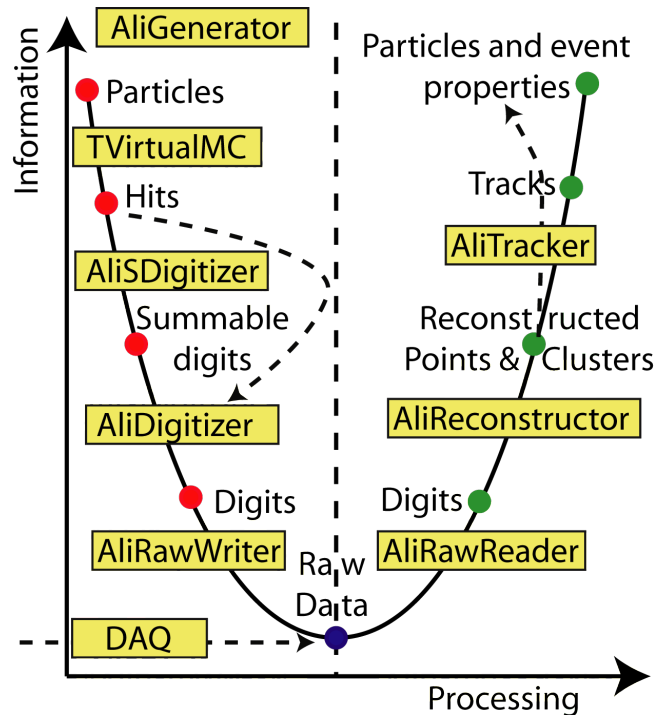 AliGenerator
Information
Particles
TVirtualMC
Hits
AliSDigitizer
Summable
digits
AliDigitizer
Digits
AliRawWriter
DAQ
Raw
Data
Particles and event
properties
Tracks
AliTracker
Reconstructed
Points & Clusters
AliReconstructor
Digits
AliRawReader
Processing